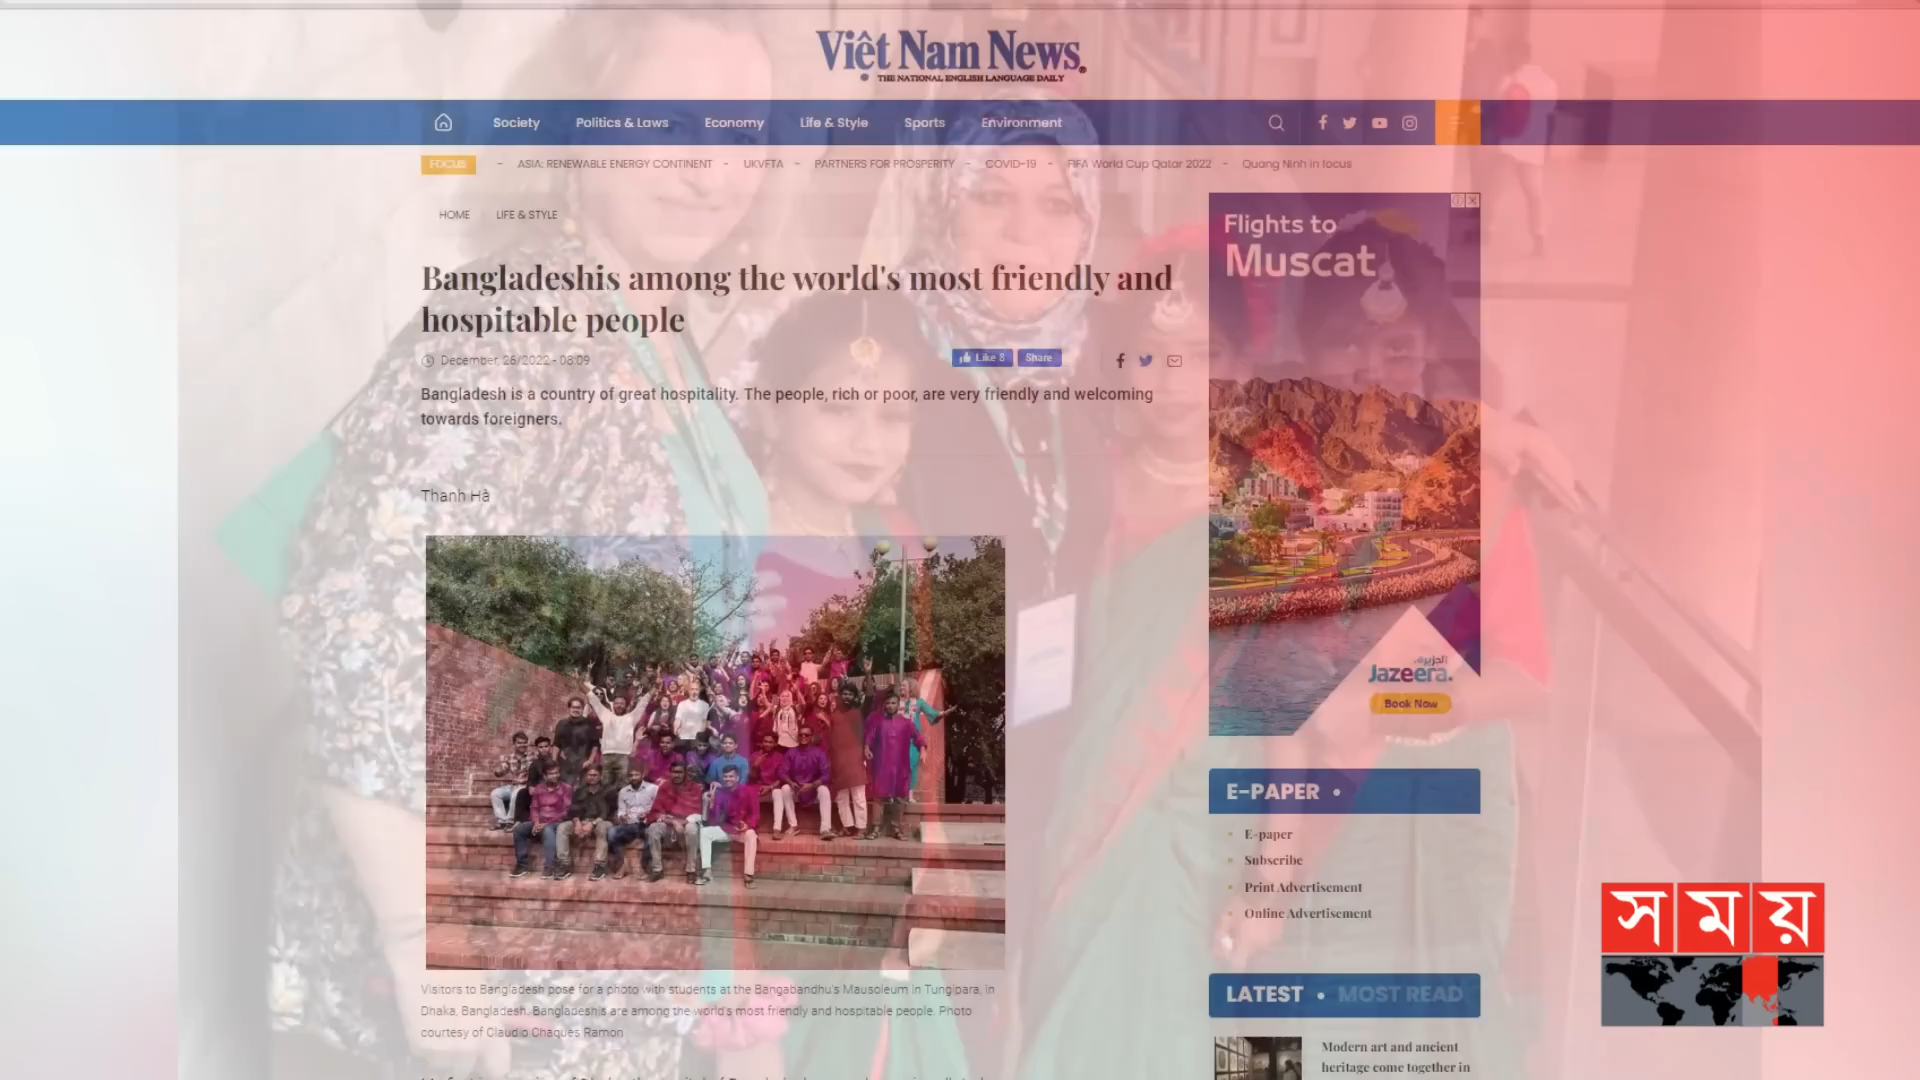 Việt Nam News
THE NATIONAL ENGLISH LANGUAGE DAILY
Society Politics & Laws Economy Life & Style Sports Environment
FOCUS - ASIA: RENEWABLE ENERGY CONTINENT - UKVFTA - PARTNERS FOR PROSPERITY - COVID-19 - FIFA World Cup Qatar 2022 - Quang Ninh in focus
HOME LIFE & STYLE
Bangladeshis among the world's most friendly and
hospitable people
December, 26/2022 - 08:09
Like 8 Share
Bangladesh is a country of great hospitality. The people, rich or poor, are very friendly and welcoming
towards foreigners.
Thanh Hà
Visitors to Bangladesh pose for a photo with students at the Bangabandhu's Mausoleum in Tungipara, in
Dhaka, Bangladesh. Bangladeshis are among the world's most friendly and hospitable people. Photo
courtesy of Claudio Chaques Ramon
Flights to
Muscat
الجزيرة
Jazeera.
Book Now
E-PAPER •
E-paper
Subscribe
Print Advertisement
Online Advertisement
LATEST • MOST READ
Modern art and ancient
heritage come together in
সময়